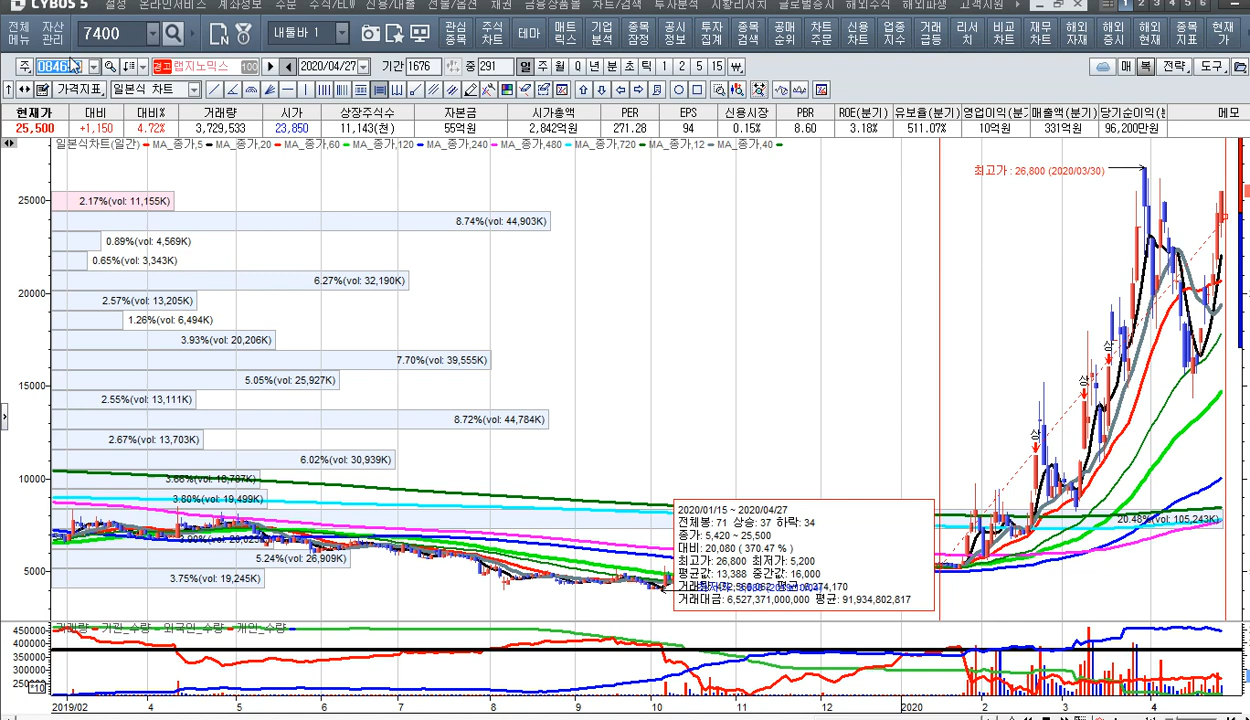 CYBOS 5 설정 온라인서비스 계좌정보 주문 주식/ELW 신용/대출 선물/옵션 채권 금융상품몰 차트/검색 투자분석 시황리서치 글로벌증시 해외주식 해외파생 고객지원
1 2 3 4 5 6
전체메뉴 자산관리 7400 내툴바 1 관심종목 주식차트 테마 매트릭스 기업분석 종목잠정 공시정보 투자집계 종목검색 공매순위 차트주문 신용차트 업종지수 거래급등 리서치 비교차트 재무차트 해외자재 해외증시 해외현재 종목지표 현재가
주 경고 랩지노믹스 100 2020/04/27 기간 1676 중 291 일 주 월 Q 년 분 초 틱 1 2 5 15 매 복 전략 도구
가격지표 일본식 차트
현재가 대비 대비% 거래량 시가 상장주식수 자본금 시가총액 PER EPS 신용시장 PBR ROE(분기) 유보율(분기) 영업이익(분기 매출액(분기) 당기순이익(분 메모
25,500 +1,150 4.72% 3,729,533 23,850 11,143(천) 55억원 2,842억원 271.28 94 0.15% 8.60 3.18% 511.07% 10억원 331억원 96,200만원
일본식차트(일간) MA_종가,5 MA_종가,20 MA_종가,60 MA_종가,120 MA_종가,240 MA_종가,480 MA_종가,720 MA_종가,12 MA_종가,40
최고가 : 26,800 (2020/03/30)
25000
2.17%(vol: 11,155K)
8.74%(vol: 44,903K)
0.89%(vol: 4,569K)
0.65%(vol: 3,343K)
6.27%(vol: 32,190K)
20000
2.57%(vol: 13,205K)
1.26%(vol: 6,494K)
3.93%(vol: 20,206K)
상
7.70%(vol: 39,555K)
15000
5.05%(vol: 25,927K)
상
2.55%(vol: 13,111K)
8.72%(vol: 44,784K)
상
2.67%(vol: 13,703K)
6.02%(vol: 30,939K)
10000
3.66%(vol: 18,787K)
3.80%(vol: 19,499K)
20.48%(vol: 105,243K)
5.24%(vol: 26,909K)
5000
3.75%(vol: 19,245K)
2020/01/15 ~ 2020/04/27
전체봉: 71 상승: 37 하락: 34
종가: 5,420 ~ 25,500
대비: 20,080 ( 370.47 % )
최고가: 26,800 최저가: 5,200
평균값: 13,388 중간값: 16,000
거래대금: 6,527,371,000,000 평균: 91,934,802,817
거래량 기관_수량 외국인_수량 개인_수량
450000
400000
350000
300000
*10
2019/02 4 5 6 7 8 9 10 11 12 2020 2 3 4